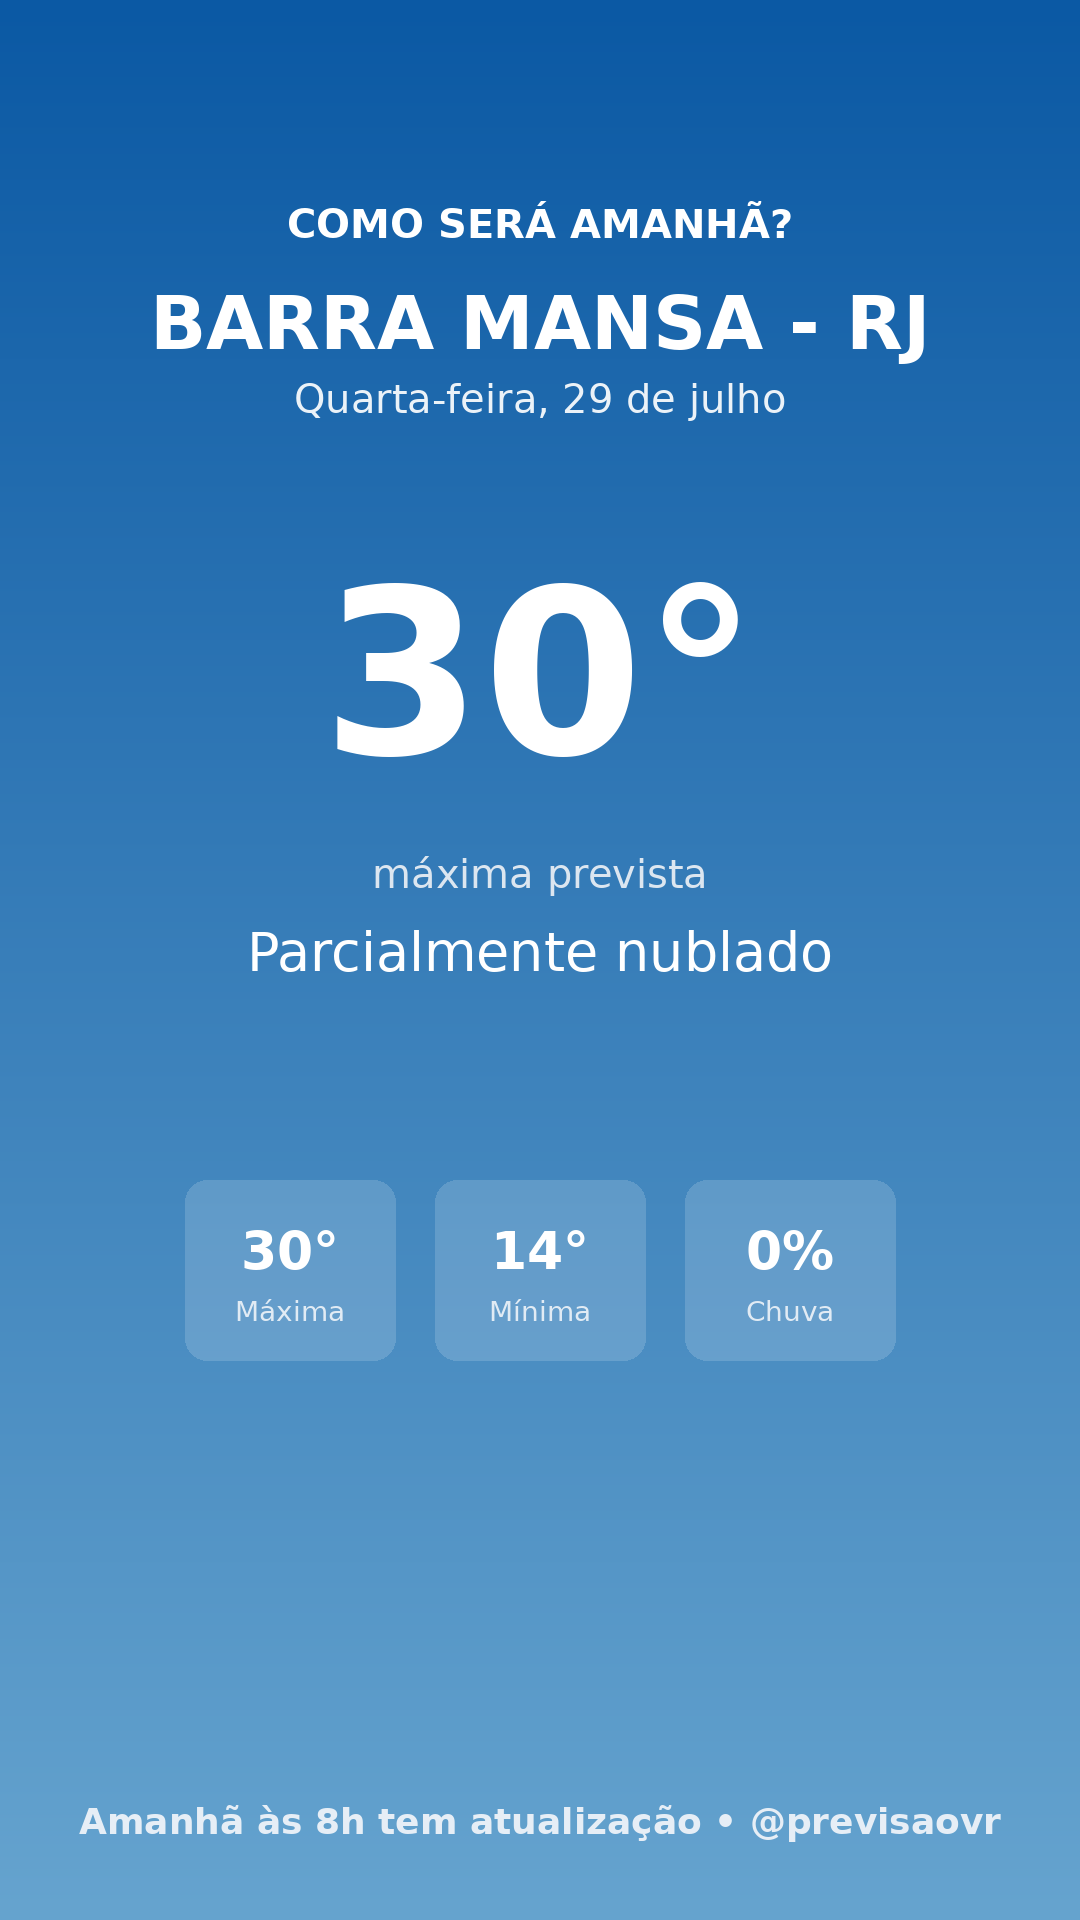 COMO SERÁ AMANHÃ?
BARRA MANSA - RJ
Quarta-feira, 29 de julho
30°
máxima prevista
Parcialmente nublado
30° 14° 0%
Máxima Mínima Chuva
Amanhã às 8h tem atualização • @previsaovr